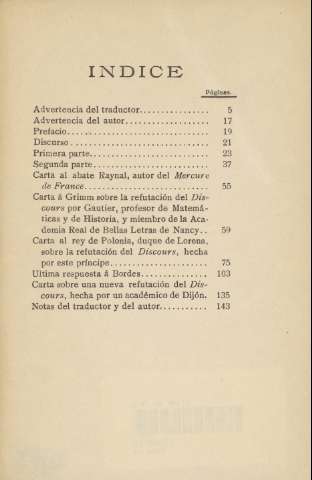 INDICE
Páginas.
Advertencia del traductor................ 5
Advertencia del autor................... 17
Prefacio................................ 19
Discurso................................ 21
Primera parte........................... 23
Segunda parte........................... 37
Carta al abate Raynal, autor del Mercure
de France............................. 55
Carta á Grimm sobre la refutación del Dis-
cours por Gautier, profesor de Matemá-
ticas y de Historia, y miembro de la Aca-
demia Real de Bellas Letras de Nancy.. 59
Carta al rey de Polonia, duque de Lorena,
sobre la refutación del Discours, hecha
por este príncipe...................... 75
Ultima respuesta á Bordes............... 103
Carta sobre una nueva refutación del Dis-
cours, hecha por un académico de Dijón. 135
Notas del traductor y del autor........... 143